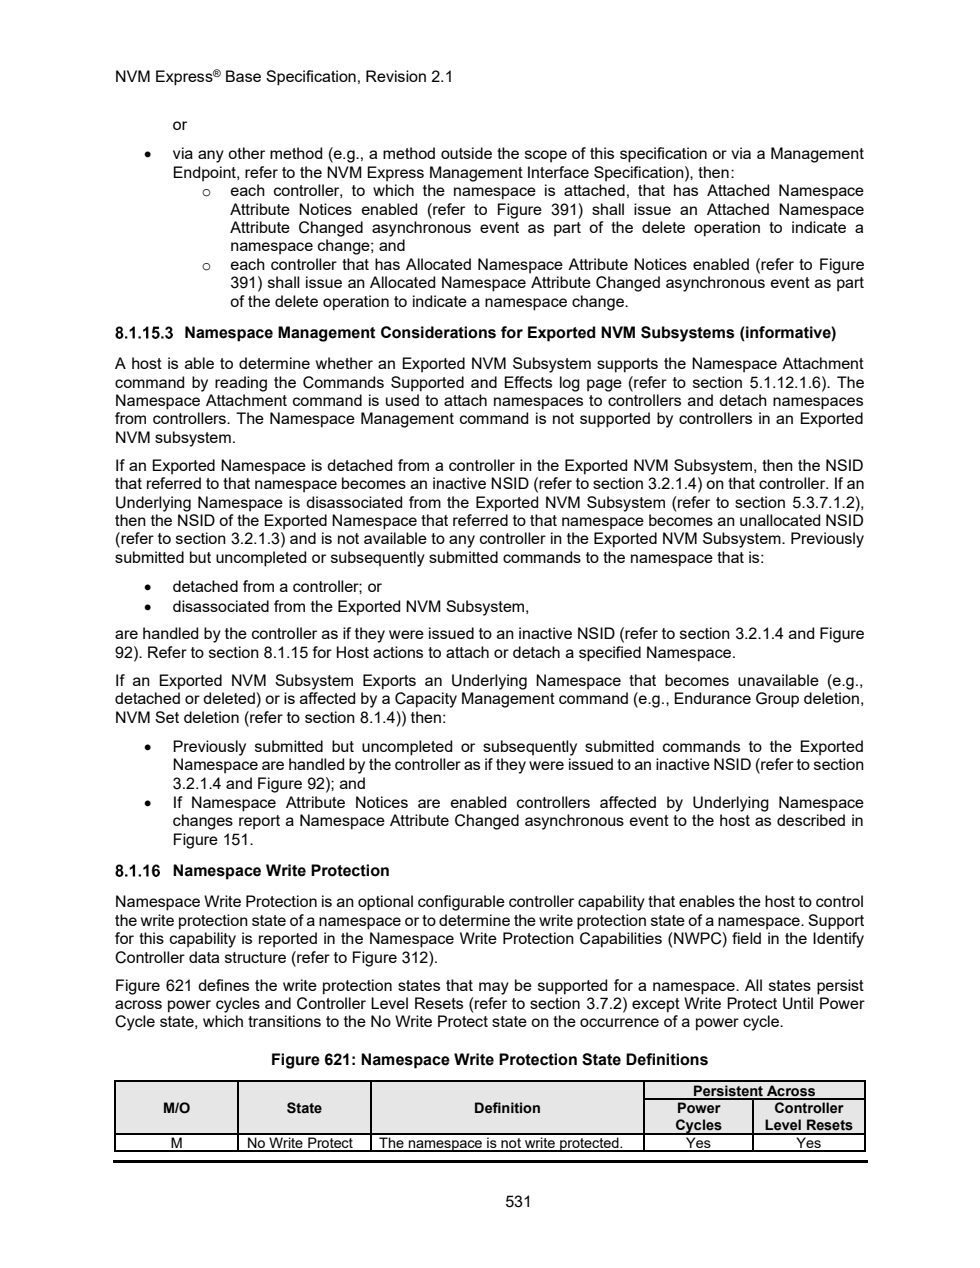 NVM Express® Base Specification, Revision 2.1
or
• via any other method (e.g., a method outside the scope of this specification or via a Management
Endpoint, refer to the NVM Express Management Interface Specification), then:
o each controller, to which the namespace is attached, that has Attached Namespace
Attribute Notices enabled (refer to Figure 391) shall issue an Attached Namespace
Attribute Changed asynchronous event as part of the delete operation to indicate a
namespace change; and
o each controller that has Allocated Namespace Attribute Notices enabled (refer to Figure
391) shall issue an Allocated Namespace Attribute Changed asynchronous event as part
of the delete operation to indicate a namespace change.
8.1.15.3 Namespace Management Considerations for Exported NVM Subsystems (informative)
A host is able to determine whether an Exported NVM Subsystem supports the Namespace Attachment
command by reading the Commands Supported and Effects log page (refer to section 5.1.12.1.6). The
Namespace Attachment command is used to attach namespaces to controllers and detach namespaces
from controllers. The Namespace Management command is not supported by controllers in an Exported
NVM subsystem.
If an Exported Namespace is detached from a controller in the Exported NVM Subsystem, then the NSID
that referred to that namespace becomes an inactive NSID (refer to section 3.2.1.4) on that controller. If an
Underlying Namespace is disassociated from the Exported NVM Subsystem (refer to section 5.3.7.1.2),
then the NSID of the Exported Namespace that referred to that namespace becomes an unallocated NSID
(refer to section 3.2.1.3) and is not available to any controller in the Exported NVM Subsystem. Previously
submitted but uncompleted or subsequently submitted commands to the namespace that is:
• detached from a controller; or
• disassociated from the Exported NVM Subsystem,
are handled by the controller as if they were issued to an inactive NSID (refer to section 3.2.1.4 and Figure
92). Refer to section 8.1.15 for Host actions to attach or detach a specified Namespace.
If an Exported NVM Subsystem Exports an Underlying Namespace that becomes unavailable (e.g.,
detached or deleted) or is affected by a Capacity Management command (e.g., Endurance Group deletion,
NVM Set deletion (refer to section 8.1.4)) then:
• Previously submitted but uncompleted or subsequently submitted commands to the Exported
Namespace are handled by the controller as if they were issued to an inactive NSID (refer to section
3.2.1.4 and Figure 92); and
• If Namespace Attribute Notices are enabled controllers affected by Underlying Namespace
changes report a Namespace Attribute Changed asynchronous event to the host as described in
Figure 151.
8.1.16 Namespace Write Protection
Namespace Write Protection is an optional configurable controller capability that enables the host to control
the write protection state of a namespace or to determine the write protection state of a namespace. Support
for this capability is reported in the Namespace Write Protection Capabilities (NWPC) field in the Identify
Controller data structure (refer to Figure 312).
Figure 621 defines the write protection states that may be supported for a namespace. All states persist
across power cycles and Controller Level Resets (refer to section 3.7.2) except Write Protect Until Power
Cycle state, which transitions to the No Write Protect state on the occurrence of a power cycle.
Figure 621: Namespace Write Protection State Definitions
Persistent Across
M/O State Definition Power Controller
Cycles Level Resets
M No Write Protect The namespace is not write protected. Yes Yes
531